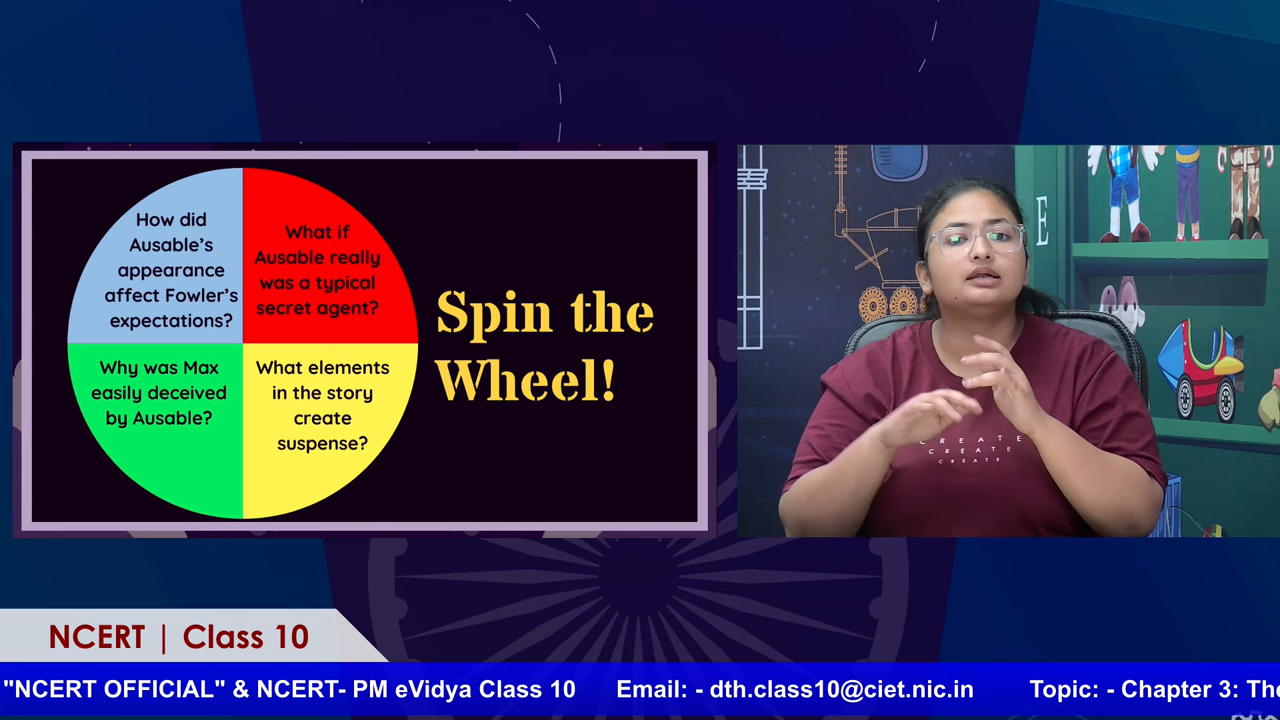 How did
Ausable's
appearance
affect Fowler's
expectations?
What if
Ausable really
was a typical
secret agent?
Why was Max
easily deceived
by Ausable?
What elements
in the story
create
suspense?
Spin the
Wheel!
E
CREATE
CREATE
CREATE
NCERT | Class 10
"NCERT OFFICIAL" & NCERT- PM eVidya Class 10 Email: - dth.class10@ciet.nic.in Topic: - Chapter 3: The